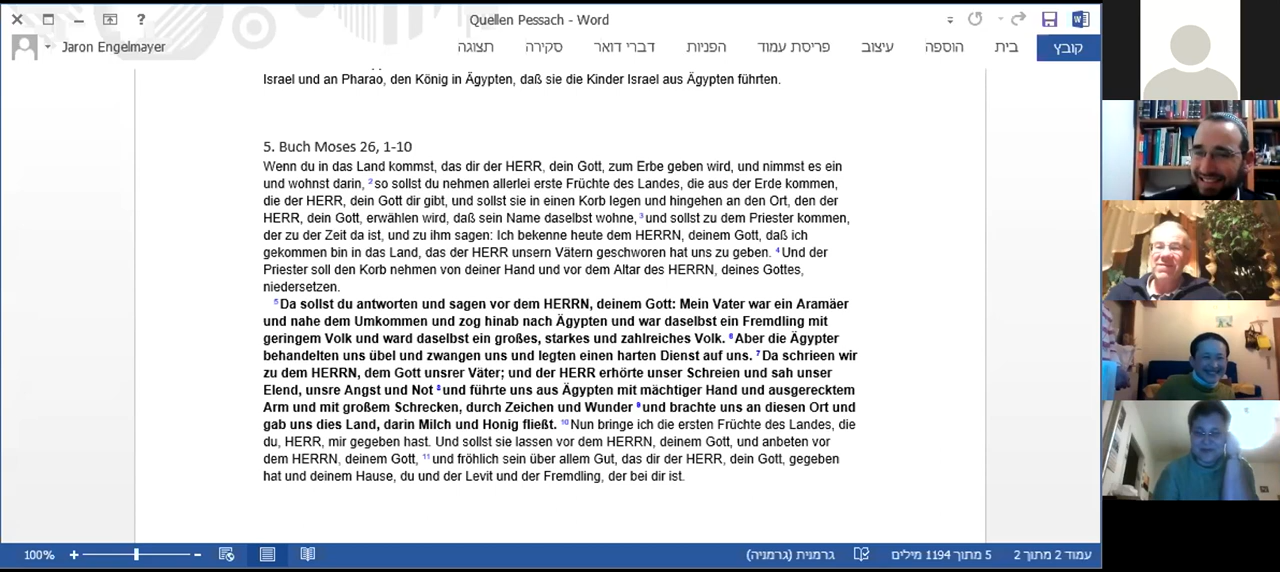 Quellen Pessach - Word
Jaron Engelmayer
קובץ בית הוספה עיצוב פריסת עמוד הפניות דברי דואר סקירה תצוגה
Israel und an Pharao, den König in Ägypten, daß sie die Kinder Israel aus Ägypten führten.
5. Buch Moses 26, 1-10
Wenn du in das Land kommst, das dir der HERR, dein Gott, zum Erbe geben wird, und nimmst es ein
und wohnst darin, 2 so sollst du nehmen allerlei erste Früchte des Landes, die aus der Erde kommen,
die der HERR, dein Gott dir gibt, und sollst sie in einen Korb legen und hingehen an den Ort, den der
HERR, dein Gott, erwählen wird, daß sein Name daselbst wohne, 3 und sollst zu dem Priester kommen,
der zu der Zeit da ist, und zu ihm sagen: Ich bekenne heute dem HERRN, deinem Gott, daß ich
gekommen bin in das Land, das der HERR unsern Vätern geschworen hat uns zu geben. 4 Und der
Priester soll den Korb nehmen von deiner Hand und vor dem Altar des HERRN, deines Gottes,
niedersetzen.
5 Da sollst du antworten und sagen vor dem HERRN, deinem Gott: Mein Vater war ein Aramäer
und nahe dem Umkommen und zog hinab nach Ägypten und war daselbst ein Fremdling mit
geringem Volk und ward daselbst ein großes, starkes und zahlreiches Volk. 6 Aber die Ägypter
behandelten uns übel und zwangen uns und legten einen harten Dienst auf uns. 7 Da schrieen wir
zu dem HERRN, dem Gott unsrer Väter; und der HERR erhörte unser Schreien und sah unser
Elend, unsre Angst und Not 8 und führte uns aus Ägypten mit mächtiger Hand und ausgerecktem
Arm und mit großem Schrecken, durch Zeichen und Wunder 9 und brachte uns an diesen Ort und
gab uns dies Land, darin Milch und Honig fließt. 10 Nun bringe ich die ersten Früchte des Landes, die
du, HERR, mir gegeben hast. Und sollst sie lassen vor dem HERRN, deinem Gott, und anbeten vor
dem HERRN, deinem Gott, 11 und fröhlich sein über allem Gut, das dir der HERR, dein Gott, gegeben
hat und deinem Hause, du und der Levit und der Fremdling, der bei dir ist.
עמוד 2 מתוך 2 5 מתוך 1194 מילים גרמנית (גרמניה) 100%